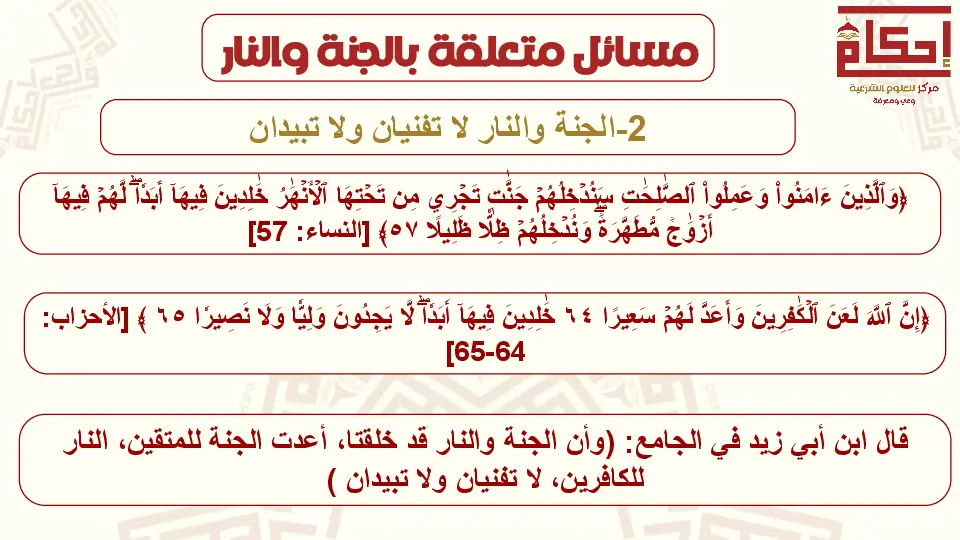 إحكام
مركز للعلوم الشرعية
وعي ومعرفة
مسائل متعلقة بالجنة والنار
2-الجنة والنار لا تفنيان ولا تبيدان
﴿وَٱلَّذِينَ ءَامَنُواْ وَعَمِلُواْ ٱلصَّٰلِحَٰتِ سَنُدۡخِلُهُمۡ جَنَّٰتٖ تَجۡرِي مِن تَحۡتِهَا ٱلۡأَنۡهَٰرُ خَٰلِدِينَ فِيهَآ أَبَدٗاۖ لَّهُمۡ فِيهَآ
أَزۡوَٰجٞ مُّطَهَّرَةٞۖ وَنُدۡخِلُهُمۡ ظِلّٗا ظَلِيلًا ٥٧﴾ [النساء: 57]
﴿إِنَّ ٱللَّهَ لَعَنَ ٱلۡكَٰفِرِينَ وَأَعَدَّ لَهُمۡ سَعِيرًا ٦٤ خَٰلِدِينَ فِيهَآ أَبَدٗاۖ لَّا يَجِدُونَ وَلِيّٗا وَلَا نَصِيرٗا ٦٥ ﴾ [الأحزاب:
64-65]
قال ابن أبي زيد في الجامع: (وأن الجنة والنار قد خلقتا، أعدت الجنة للمتقين، النار
للكافرين، لا تفنيان ولا تبيدان )